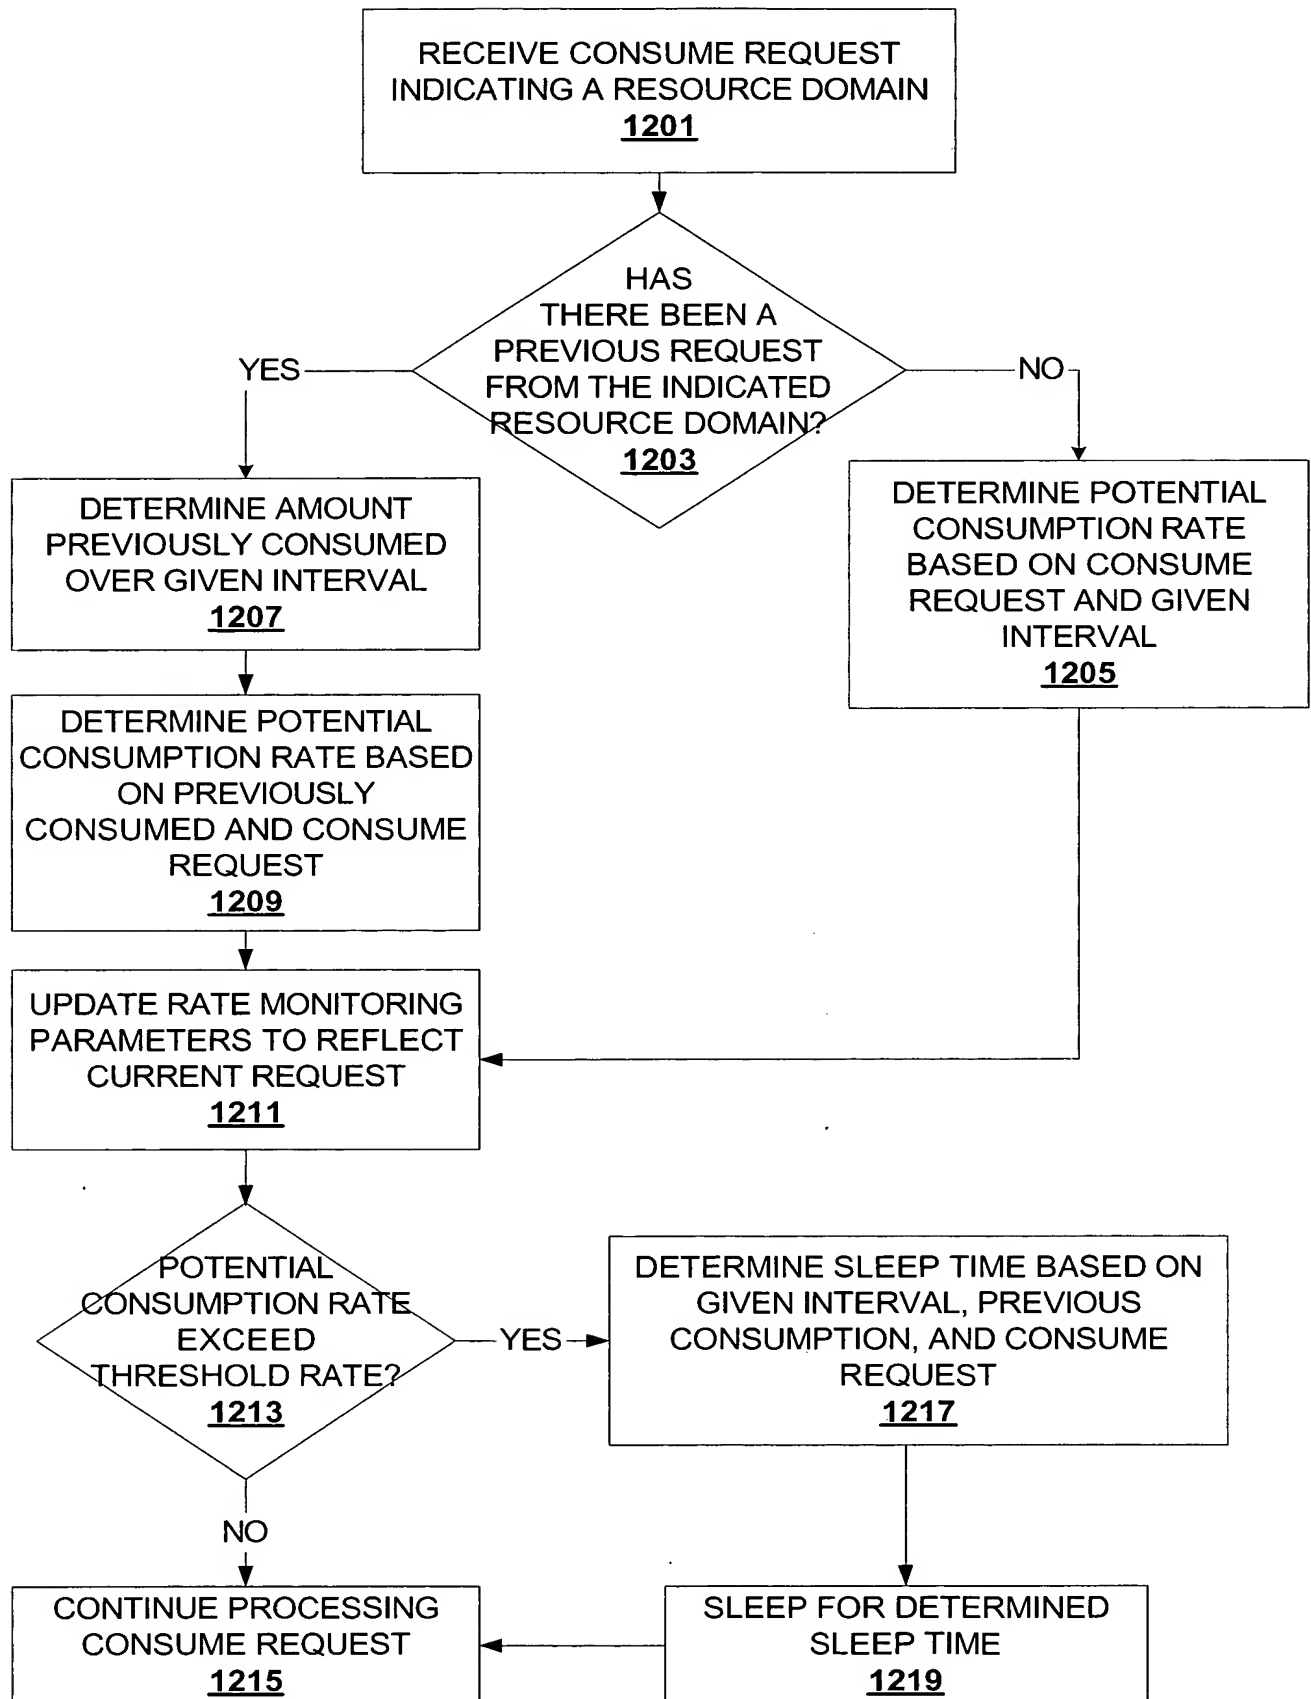 RECEIVE CONSUME REQUEST
INDICATING A RESOURCE DOMAIN
1201
HAS
THERE BEEN A
PREVIOUS REQUEST
FROM THE INDICATED
RESOURCE DOMAIN?
1203
YES
NO
DETERMINE AMOUNT
PREVIOUSLY CONSUMED
OVER GIVEN INTERVAL
1207
DETERMINE POTENTIAL
CONSUMPTION RATE
BASED ON CONSUME
REQUEST AND GIVEN
INTERVAL
1205
DETERMINE POTENTIAL
CONSUMPTION RATE BASED
ON PREVIOUSLY
CONSUMED AND CONSUME
REQUEST
1209
UPDATE RATE MONITORING
PARAMETERS TO REFLECT
CURRENT REQUEST
1211
POTENTIAL
CONSUMPTION RATE
EXCEED
THRESHOLD RATE?
1213
YES
DETERMINE SLEEP TIME BASED ON
GIVEN INTERVAL, PREVIOUS
CONSUMPTION, AND CONSUME
REQUEST
1217
NO
CONTINUE PROCESSING
CONSUME REQUEST
1215
SLEEP FOR DETERMINED
SLEEP TIME
1219